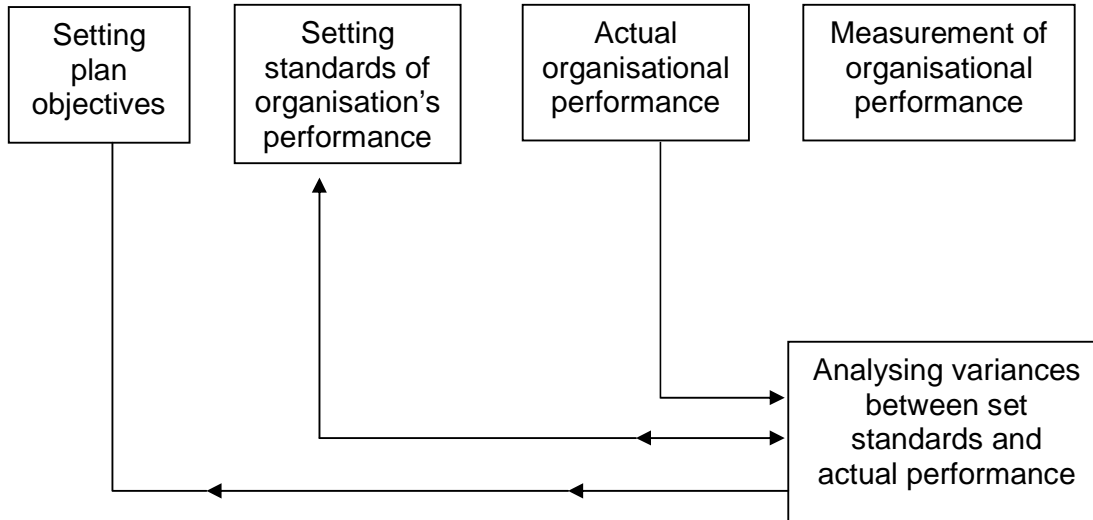 Setting
plan
objectives
Setting
standards of
organisation’s
performance
Actual
organisational
performance
Measurement of
organisational
performance
Analysing variances
between set
standards and
actual performance